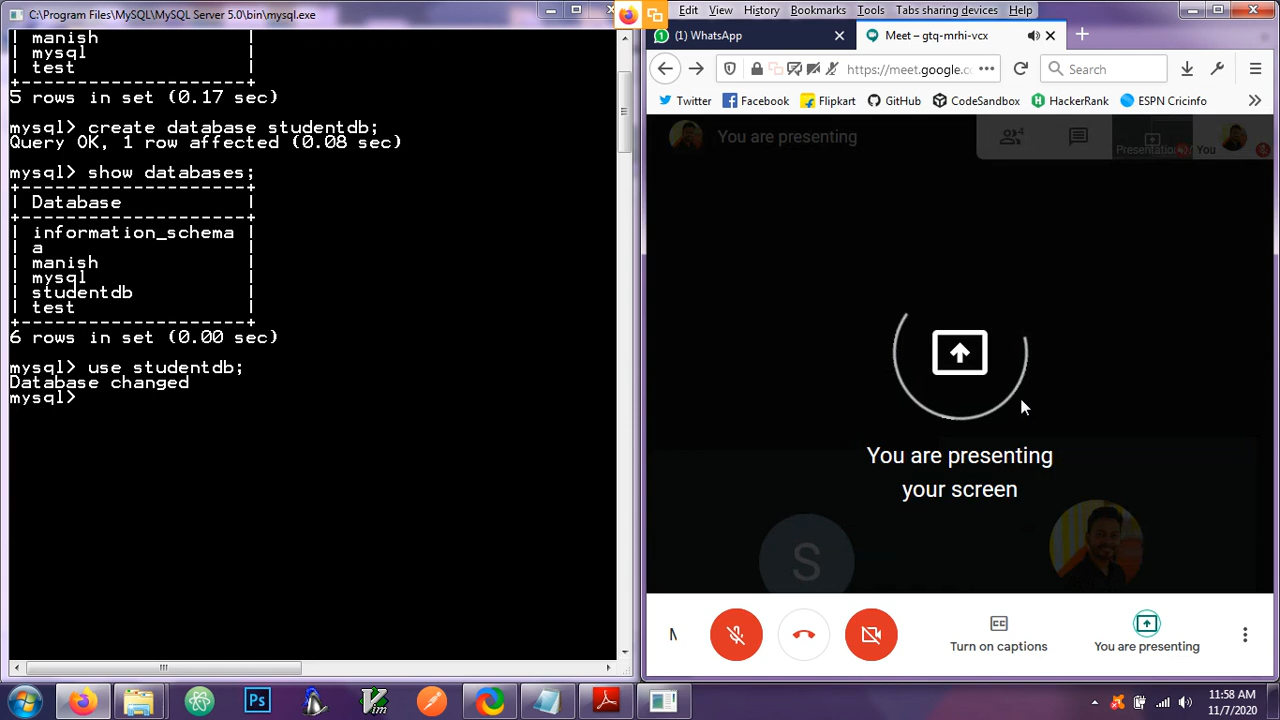 C:\Program Files\MySQL\MySQL Server 5.0\bin\mysql.exe
| manish |
| mysql |
| test |
+--------------------+
5 rows in set (0.17 sec)
mysql> create database studentdb;
Query OK, 1 row affected (0.08 sec)
mysql> show databases;
+--------------------+
| Database |
+--------------------+
| information_schema |
| a |
| manish |
| mysql |
| studentdb |
| test |
+--------------------+
6 rows in set (0.00 sec)
mysql> use studentdb;
Database changed
mysql>
Edit View History Bookmarks Tools Tabs sharing devices Help
(1) WhatsApp
Meet – gtq-mrhi-vcx
https://meet.google.c
Search
Twitter Facebook Flipkart GitHub CodeSandbox HackerRank ESPN Cricinfo
You are presenting
Presentation
You
You are presenting
your screen
S
M
Turn on captions
You are presenting
11:58 AM
11/7/2020